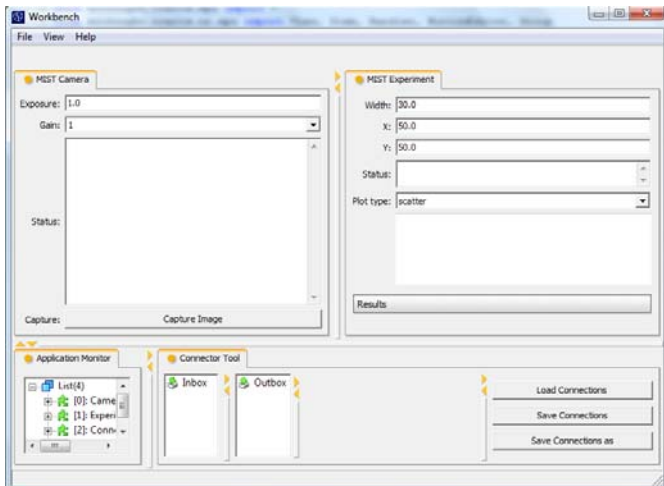 Workbench
File View Help
MIST Camera
Exposure: 1.0
Gain: 1
Status:
Capture: Capture Image
MIST Experiment
Width: 30.0
X: 50.0
Y: 50.0
Status:
Plot type: scatter
Results
Application Monitor
List(4)
[0]: Came
[1]: Experi
[2]: Conn
Connector Tool
Inbox
Outbox
Load Connections
Save Connections
Save Connections as